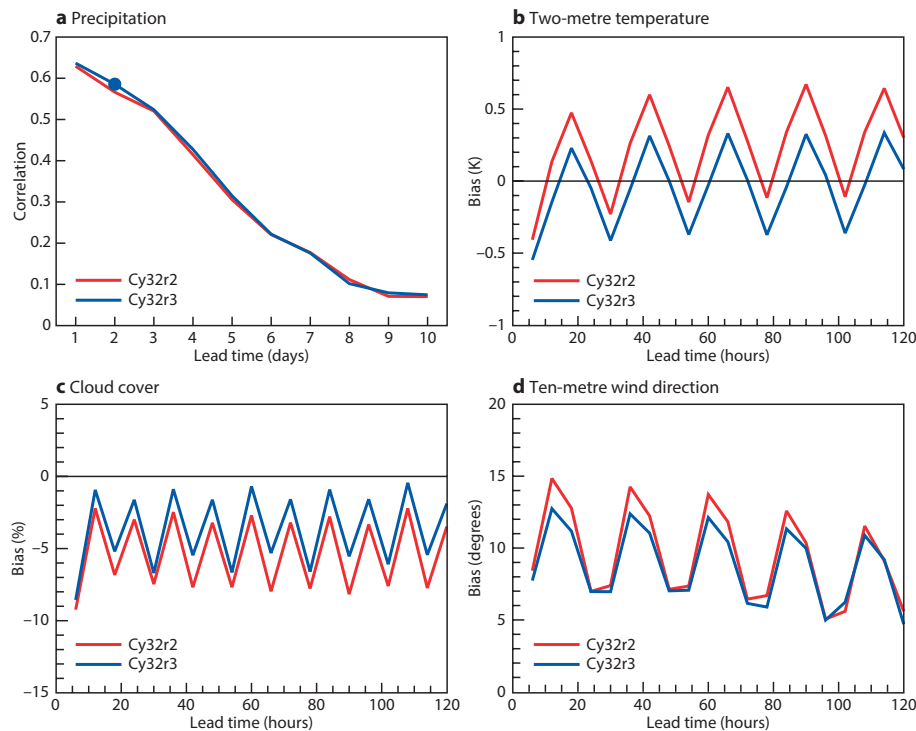 a Precipitation
0.7
0.6
0.5
0.4
0.3
0.2
0.1
0
Correlation
Cy32r2
Cy32r3
1 2 3 4 5 6 7 8 9 10
Lead time (days)
b Two-metre temperature
1
0.5
0
−0.5
−1
Bias (K)
Cy32r2
Cy32r3
0 20 40 60 80 100 120
Lead time (hours)
c Cloud cover
5
0
−5
−10
−15
Bias (%)
Cy32r2
Cy32r3
0 20 40 60 80 100 120
Lead time (hours)
d Ten-metre wind direction
20
15
10
5
0
Bias (degrees)
Cy32r2
Cy32r3
0 20 40 60 80 100 120
Lead time (hours)